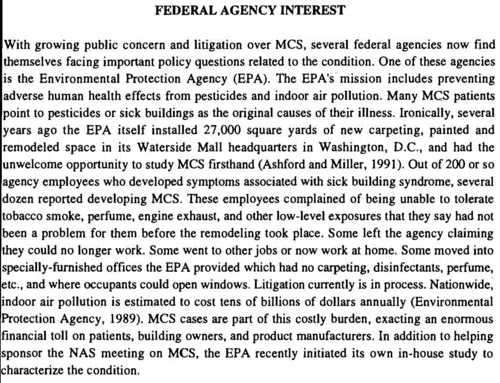 FEDERAL AGENCY INTEREST
With growing public concern and litigation over MCS, several federal agencies now find
themselves facing important policy questions related to the condition. One of these agencies
is the Environmental Protection Agency (EPA). The EPA's mission includes preventing
adverse human health effects from pesticides and indoor air pollution. Many MCS patients
point to pesticides or sick buildings as the original causes of their illness. Ironically, several
years ago the EPA itself installed 27,000 square yards of new carpeting, painted and
remodeled space in its Waterside Mall headquarters in Washington, D.C., and had the
unwelcome opportunity to study MCS firsthand (Ashford and Miller, 1991). Out of 200 or so
agency employees who developed symptoms associated with sick building syndrome, several
dozen reported developing MCS. These employees complained of being unable to tolerate
tobacco smoke, perfume, engine exhaust, and other low-level exposures that they say had not
been a problem for them before the remodeling took place. Some left the agency claiming
they could no longer work. Some went to other jobs or now work at home. Some moved into
specially-furnished offices the EPA provided which had no carpeting, disinfectants, perfume,
etc., and where occupants could open windows. Litigation currently is in process. Nationwide,
indoor air pollution is estimated to cost tens of billions of dollars annually (Environmental
Protection Agency, 1989). MCS cases are part of this costly burden, exacting an enormous
financial toll on patients, building owners, and product manufacturers. In addition to helping
sponsor the NAS meeting on MCS, the EPA recently initiated its own in-house study to
characterize the condition.